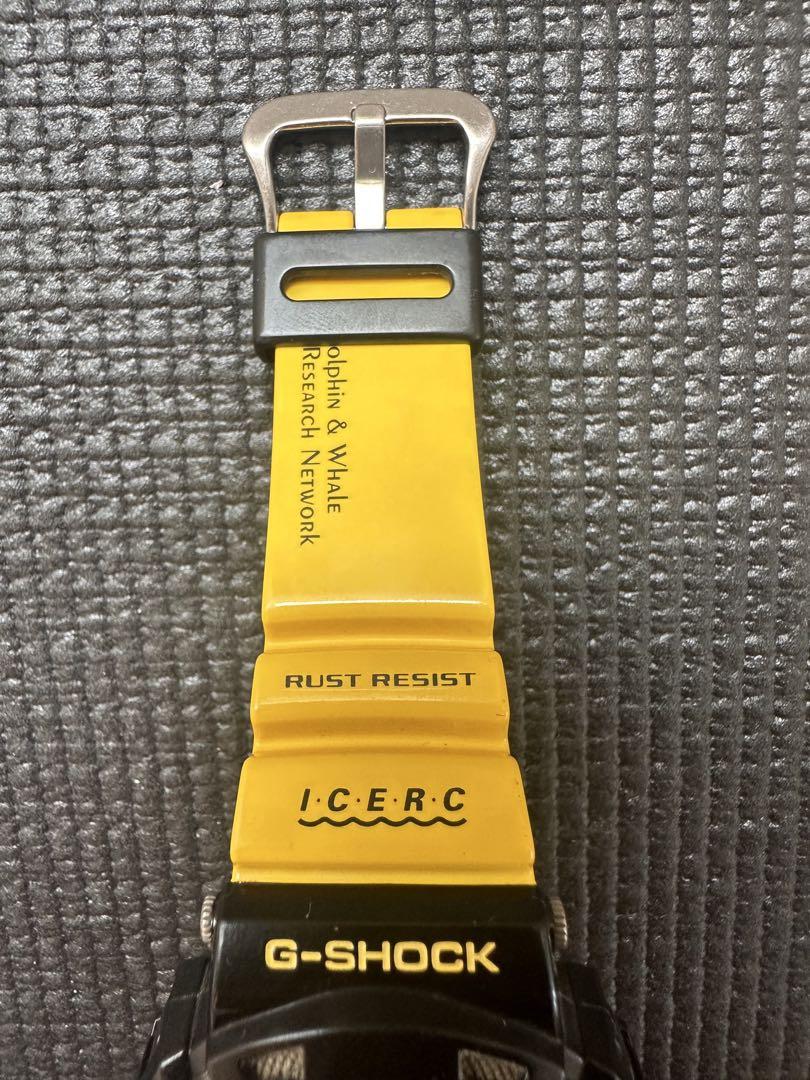 olphin & Whale
Research Network
RUST RESIST
I·C·E·R·C
G-SHOCK